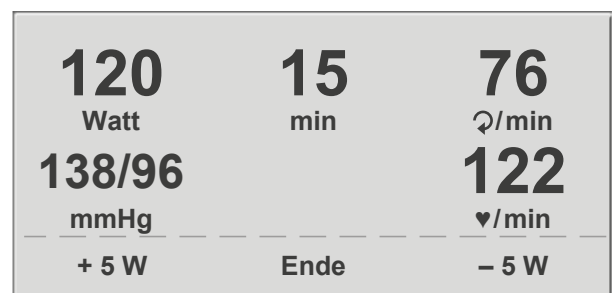 120 15 76
Watt min /min
138/96 122
mmHg ♥/min
+ 5 W Ende – 5 W